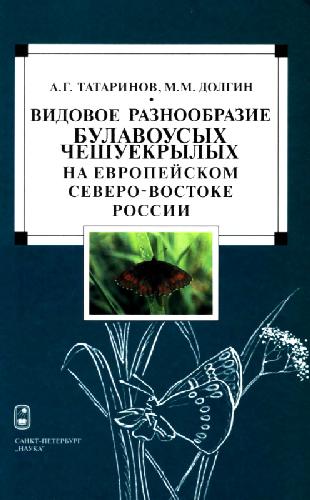 А.Г. ТАТАРИНОВ, М.М. ДОЛГИН
ВИДОВОЕ РАЗНООБРАЗИЕ
БУЛАВОУСЫХ
ЧЕШУЕКРЫЛЫХ
НА ЕВРОПЕЙСКОМ
СЕВЕРО-ВОСТОКЕ
РОССИИ
САНКТ-ПЕТЕРБУРГ
„НАУКА"